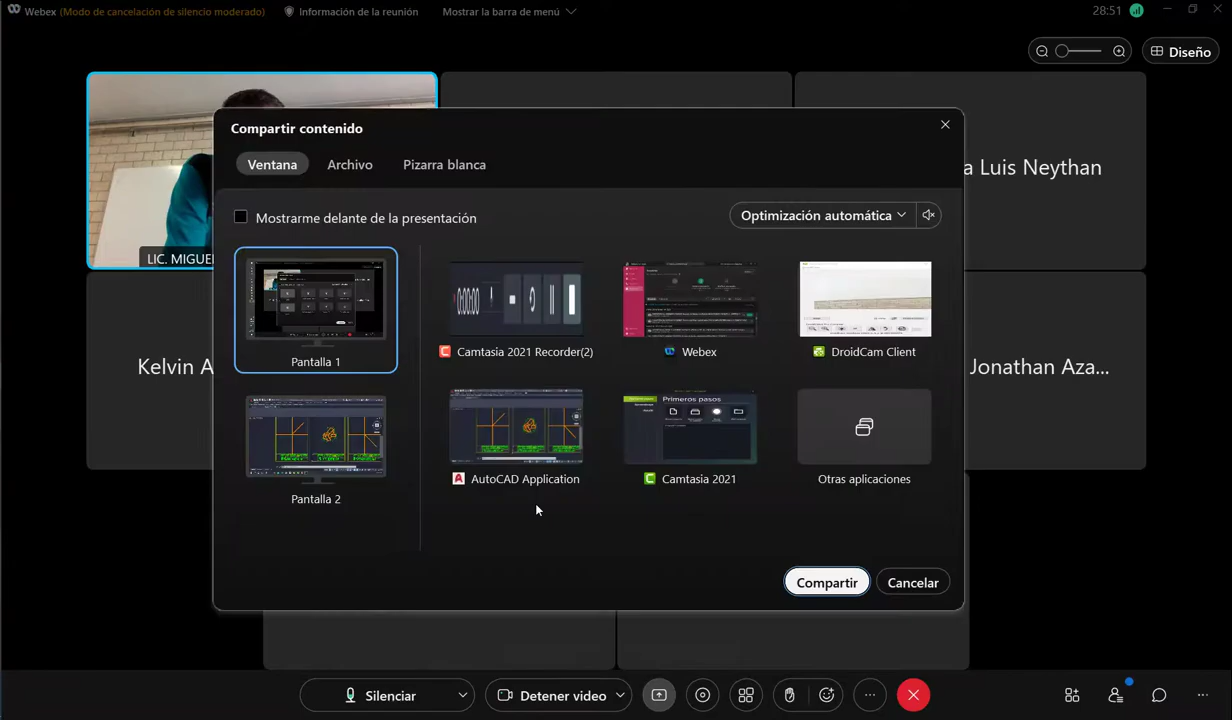 Webex (Modo de cancelación de silencio moderado) Información de la reunión Mostrar la barra de menú 28:51
Diseño
Compartir contenido
Ventana Archivo Pizarra blanca
Mostrarme delante de la presentación Optimización automática
a Luis Neythan
LIC. MIGUEL
Pantalla 1
Camtasia 2021 Recorder(2) Webex DroidCam Client
Kelvin A
Jonathan Aza...
Primeros pasos
Pantalla 2
AutoCAD Application Camtasia 2021 Otras aplicaciones
Compartir Cancelar
Silenciar Detener video